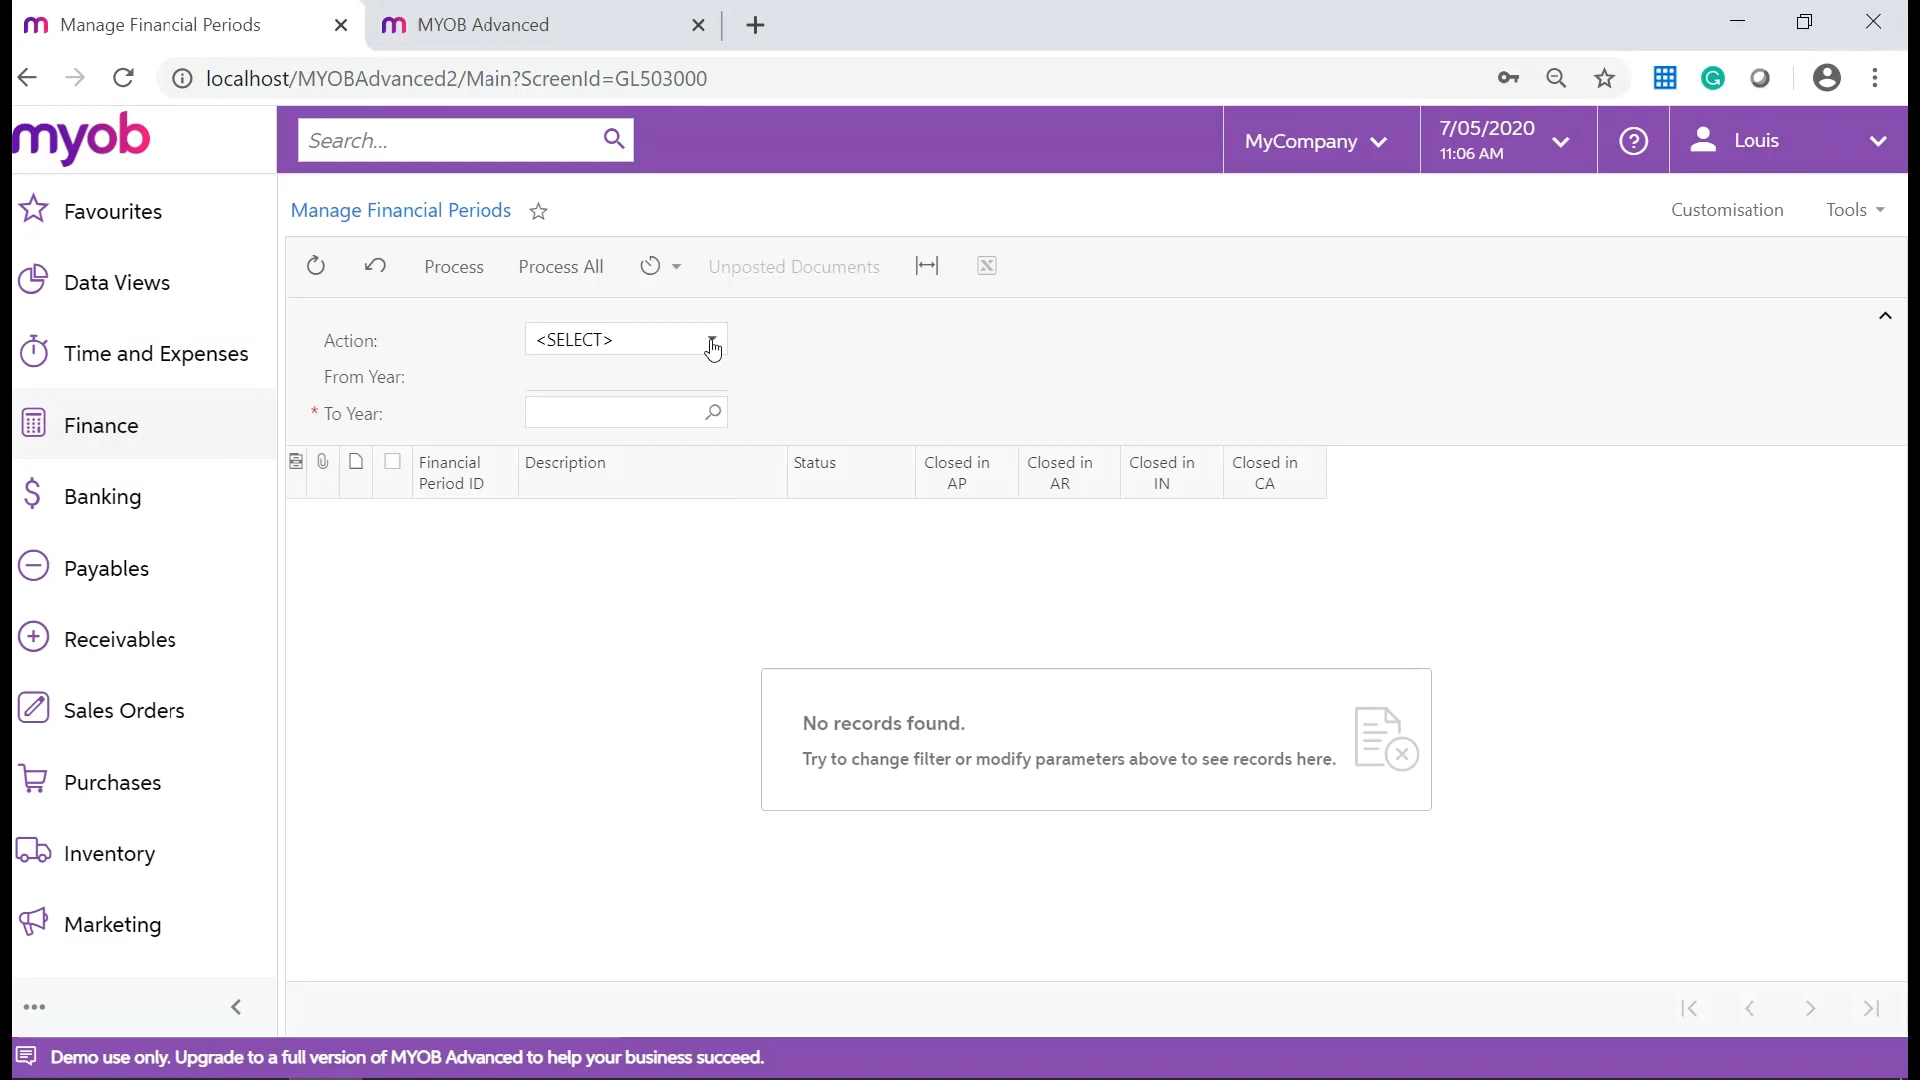 Manage Financial Periods
MYOB Advanced
localhost/MYOBAdvanced2/Main?ScreenId=GL503000
myob
Search...
MyCompany
7/05/2020
11:06 AM
Louis
Favourites
Data Views
Time and Expenses
Finance
Banking
Payables
Receivables
Sales Orders
Purchases
Inventory
Marketing
Manage Financial Periods
Customisation
Tools
Process
Process All
Unposted Documents
Action:
<SELECT>
From Year:
* To Year:
Financial Period ID
Description
Status
Closed in AP
Closed in AR
Closed in IN
Closed in CA
No records found.
Try to change filter or modify parameters above to see records here.
Demo use only. Upgrade to a full version of MYOB Advanced to help your business succeed.